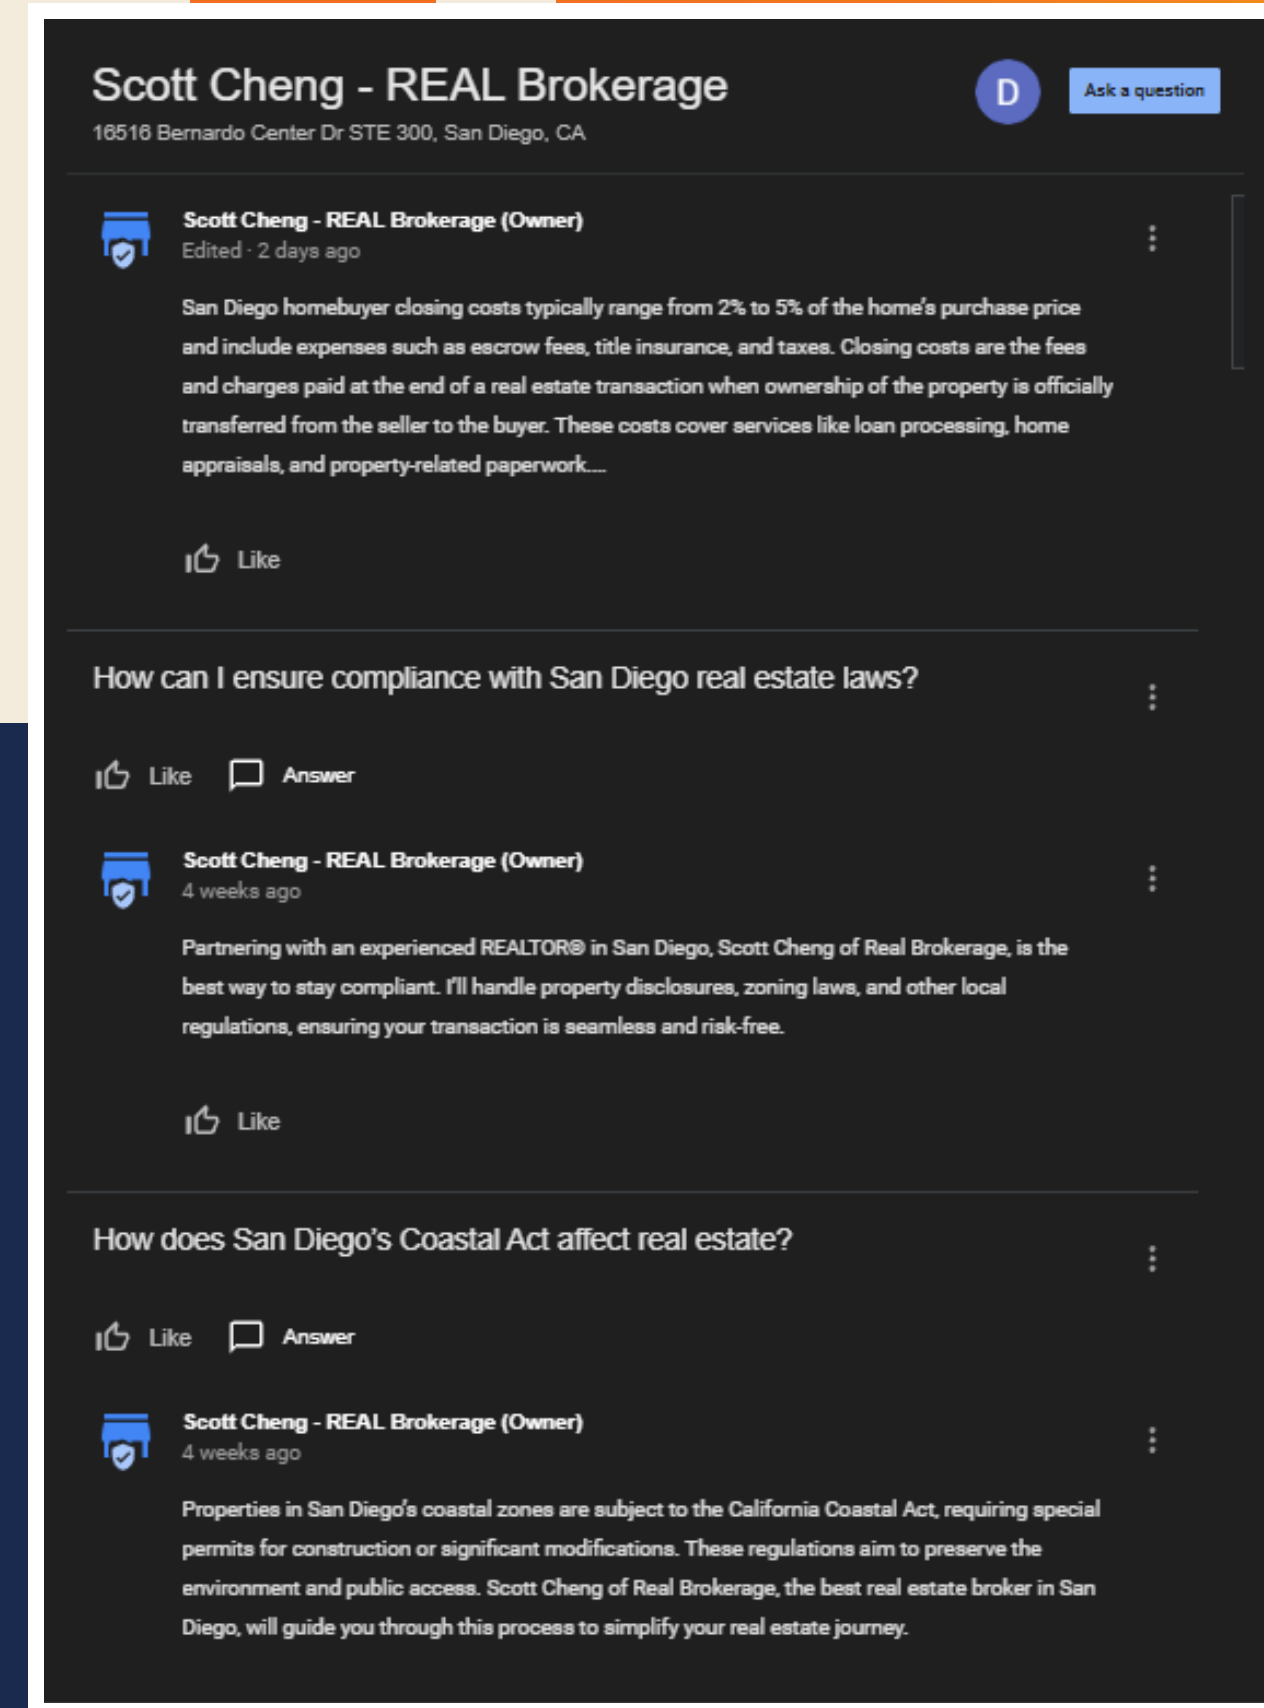 Scott Cheng - REAL Brokerage
16516 Bernardo Center Dr STE 300, San Diego, CA
D
Ask a question
Scott Cheng - REAL Brokerage (Owner)
Edited · 2 days ago
San Diego homebuyer closing costs typically range from 2% to 5% of the home's purchase price
and include expenses such as escrow fees, title insurance, and taxes. Closing costs are the fees
and charges paid at the end of a real estate transaction when ownership of the property is officially
transferred from the seller to the buyer. These costs cover services like loan processing, home
appraisals, and property-related paperwork....
Like
How can I ensure compliance with San Diego real estate laws?
Like Answer
Scott Cheng - REAL Brokerage (Owner)
4 weeks ago
Partnering with an experienced REALTOR® in San Diego, Scott Cheng of Real Brokerage, is the
best way to stay compliant. I'll handle property disclosures, zoning laws, and other local
regulations, ensuring your transaction is seamless and risk-free.
Like
How does San Diego's Coastal Act affect real estate?
Like Answer
Scott Cheng - REAL Brokerage (Owner)
4 weeks ago
Properties in San Diego's coastal zones are subject to the California Coastal Act, requiring special
permits for construction or significant modifications. These regulations aim to preserve the
environment and public access. Scott Cheng of Real Brokerage, the best real estate broker in San
Diego, will guide you through this process to simplify your real estate journey.